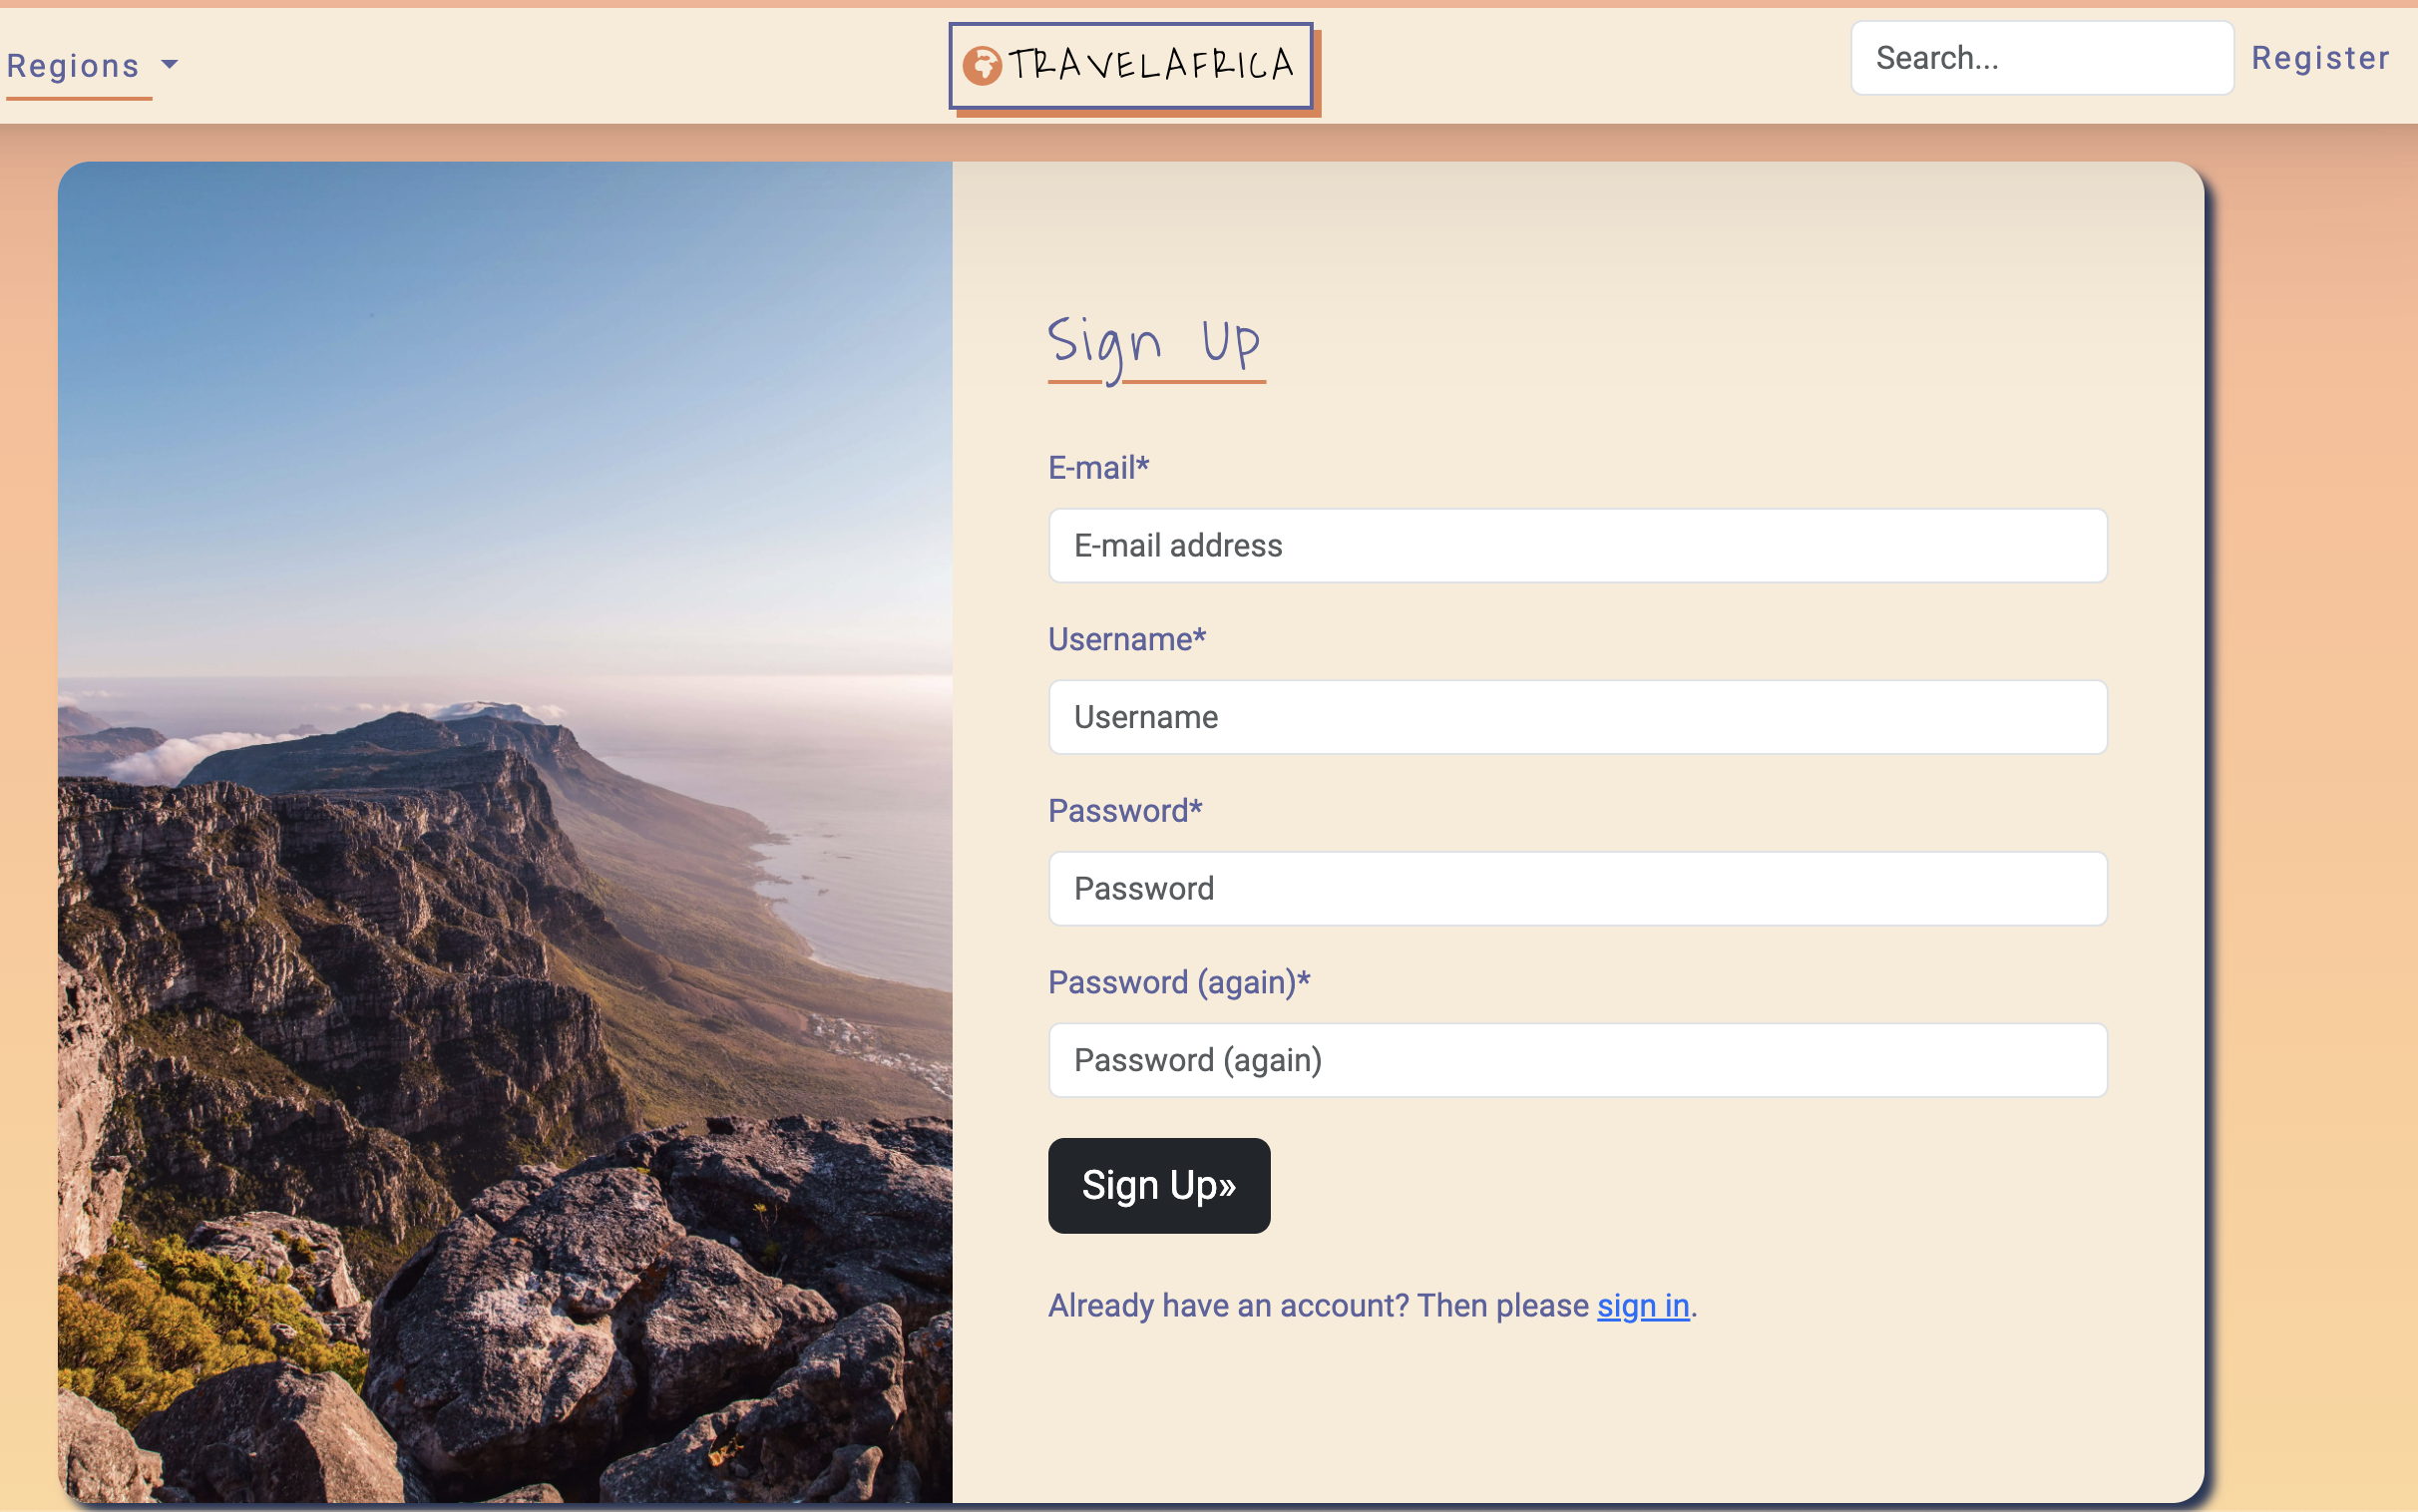 Regions
TRAVELAFRICA
Search...
Register
Sign Up
E-mail*
E-mail address
Username*
Username
Password*
Password
Password (again)*
Password (again)
Sign Up»
Already have an account? Then please sign in.